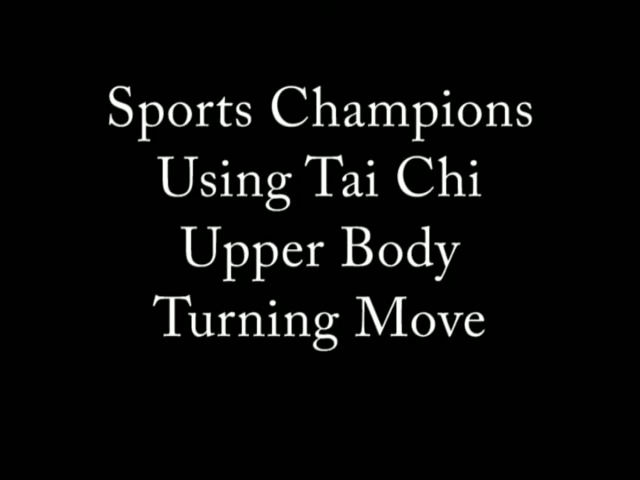 Sports Champions
Using Tai Chi
Upper Body
Turning Move